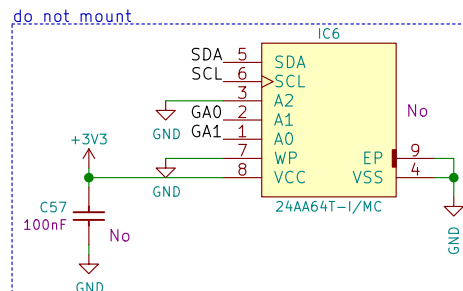 do not mount
IC6
SDA 5 SDA
SCL 6 SCL
3 A2
GND
GA0 2 A1
GA1 1 A0
No
+3V3
7 WP EP 9
GND
8 VCC VSS 4
C57
100nF
No
24AA64T-I/MC
GND
GND